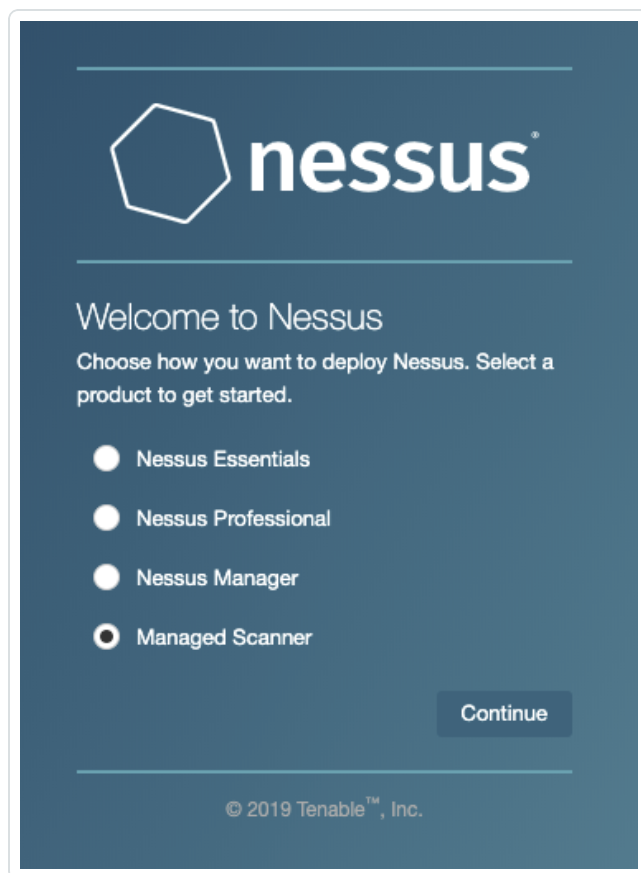 nessus®
Welcome to Nessus
Choose how you want to deploy Nessus. Select a
product to get started.
Nessus Essentials
Nessus Professional
Nessus Manager
Managed Scanner
Continue
© 2019 Tenable™, Inc.